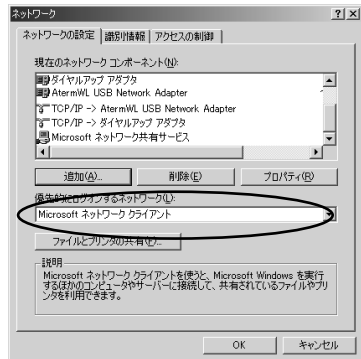 ネットワーク
ネットワークの設定 識別情報 アクセスの制御
現在のネットワーク コンポーネント(N):
ダイヤルアップ アダプタ
AtermWL USB Network Adapter
TCP/IP -> AtermWL USB Network Adapter
TCP/IP -> ダイヤルアップ アダプタ
Microsoft ネットワーク共有サービス
追加(A)... 削除(E) プロパティ(R)
優先的にログオンするネットワーク(L):
Microsoft ネットワーク クライアント
ファイルとプリンタの共有(F)...
説明
Microsoft ネットワーク クライアントを使うと、Microsoft Windows を実行
するほかのコンピュータやサーバーに接続して、共有されているファイルやプリ
ンタを利用できます。
OK キャンセル